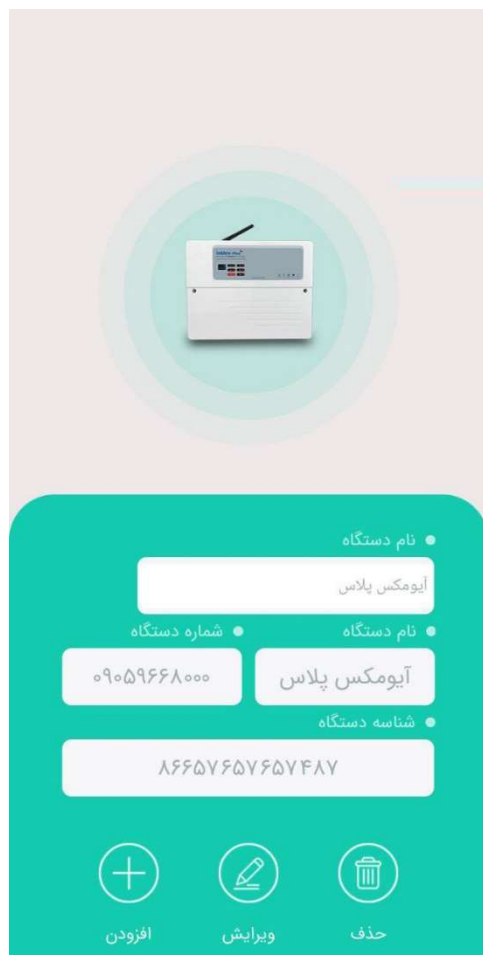 نام دستگاه
آیومکس پلاس
نام دستگاه
شماره دستگاه
آیومکس پلاس
۰۹۰۵۹۶۶۸۰۰۰
شناسه دستگاه
۸۶۶۵۷۶۵۷۶۵۷۴۸۷
حذف
ویرایش
افزودن